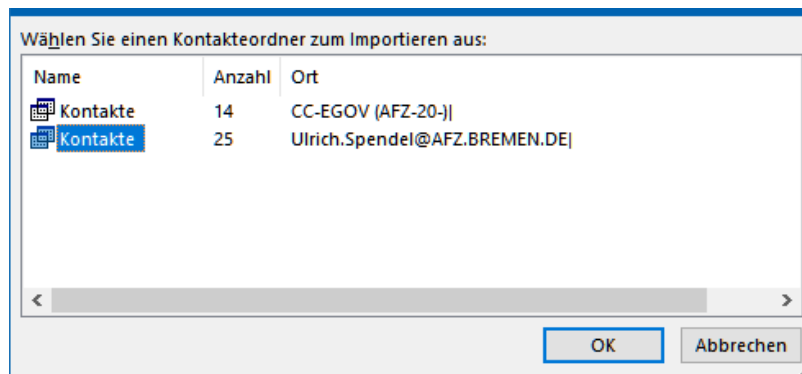 Wählen Sie einen Kontakteordner zum Importieren aus:
Name Anzahl Ort
Kontakte 14 CC-EGOV (AFZ-20-)|
Kontakte 25 Ulrich.Spendel@AFZ.BREMEN.DE|
OK Abbrechen